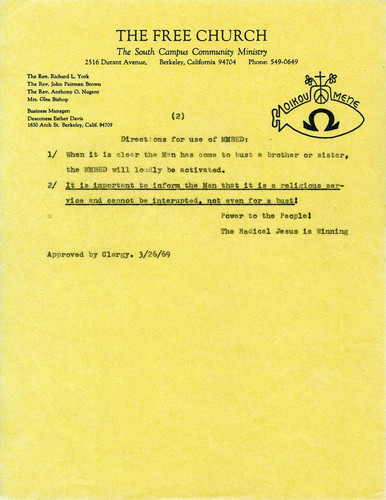 THE FREE CHURCH
The South Campus Community Ministry
2516 Durant Avenue, Berkeley, California 94704 Phone: 549-0649
The Rev. Richard L. York
The Rev. John Pairman Brown
The Rev. Anthony O. Nugent
Mrs. Glee Bishop
Business Manager:
Deaconess Esther Davis
1630 Arch St. Berkeley, Calif. 94709
OIKOUMENE
Ω
(2)
Directions for use of MMBED:
1/ When it is clear the Man has come to bust a brother or sister,
the MMBED will loudly be activated.
2/ It is important to inform the Man that it is a religious ser-
vice and cannot be interupted, not even for a bust!
Power to the People!
The Radical Jesus is Winning
Approved by Clergy. 3/26/69